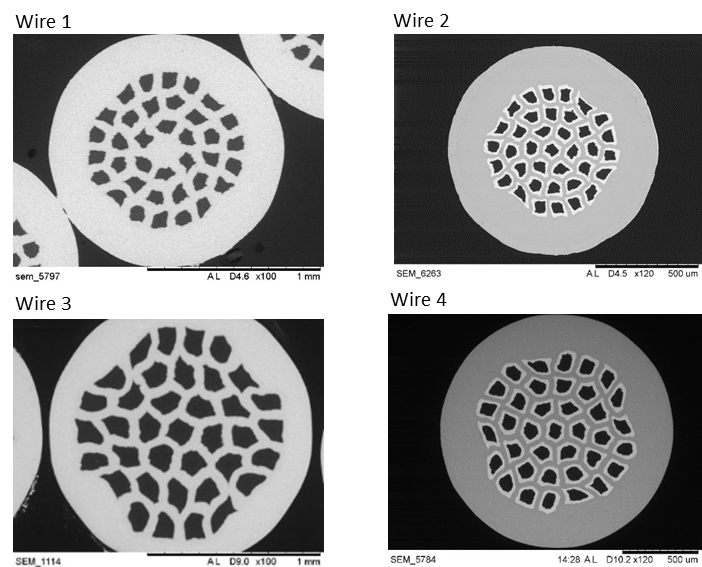 Wire 1
Wire 2
sem_5797 AL D4.6 x100 1 mm
SEM_6263 AL D4.5 x120 500 um
Wire 3
Wire 4
SEM_1114 AL D9.0 x100 1 mm
SEM_5784 14:28 AL D10.2 x120 500 um